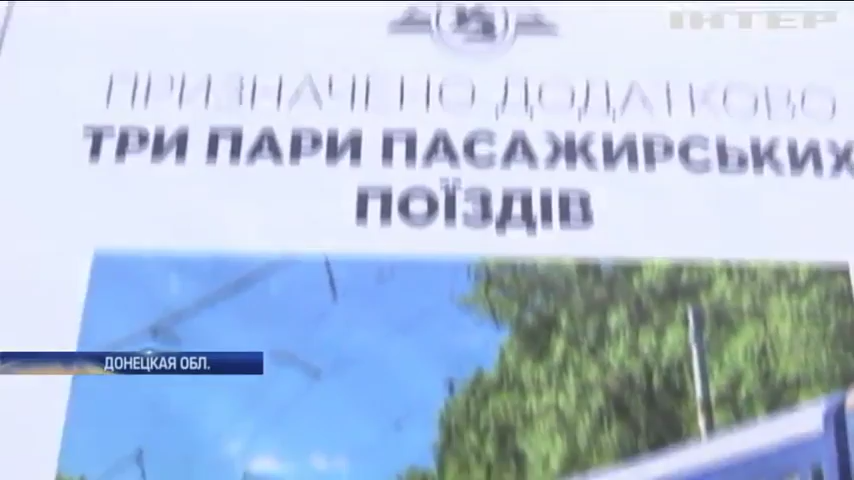 ІНТЕР
ПРИЗНАЧЕНО ДОДАТКОВО
ТРИ ПАРИ ПАСАЖИРСЬКИХ
ПОЇЗДІВ
ДОНЕЦКАЯ ОБЛ.